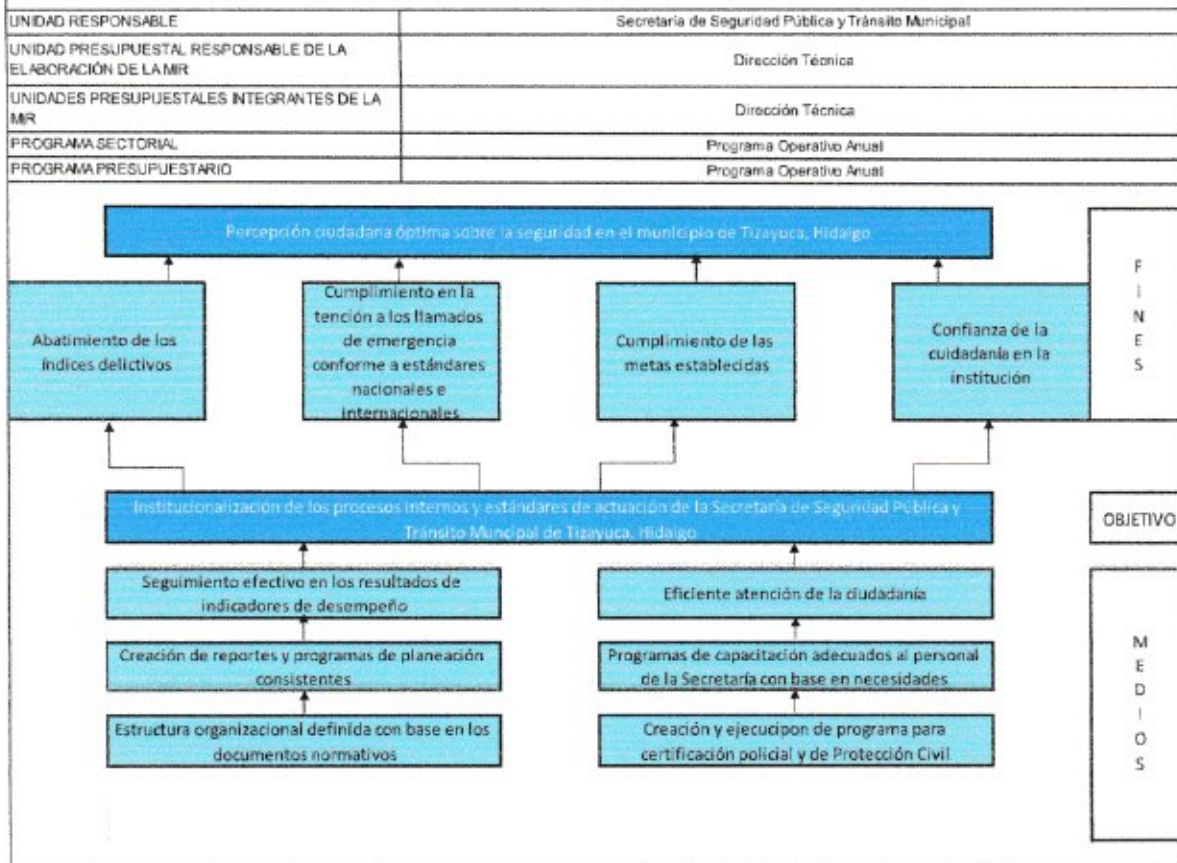 UNIDAD RESPONSABLE
Secretaría de Seguridad Pública y Tránsito Municipal
UNIDAD PRESUPUESTAL RESPONSABLE DE LA
ELABORACIÓN DE LA MIR
Dirección Técnica
UNIDADES PRESUPUESTALES INTEGRANTES DE LA
MIR
Dirección Técnica
PROGRAMA SECTORIAL
Programa Operativo Anual
PROGRAMA PRESUPUESTARIO
Programa Operativo Anual
Percepción ciudadana óptima sobre la seguridad en el municipio de Tizayuca, Hidalgo
FINES
Abatimiento de los
índices delictivos
Cumplimiento en la
tención a los llamados
de emergencia
conforme a estándares
nacionales e
internacionales
Cumplimiento de las
metas establecidas
Confianza de la
cuidadanía en la
institución
Institucionalización de los procesos internos y estándares de actuación de la Secretaría de Seguridad Pública y
Tránsito Muncipal de Tizayuca, Hidalgo
OBJETIVO
Seguimiento efectivo en los resultados de
indicadores de desempeño
Eficiente atención de la ciudadanía
MEDIOS
Creación de reportes y programas de planeación
consistentes
Programas de capacitación adecuados al personal
de la Secretaría con base en necesidades
Estructura organizacional definida con base en los
documentos normativos
Creación y ejecucipon de programa para
certificación policial y de Protección Civil